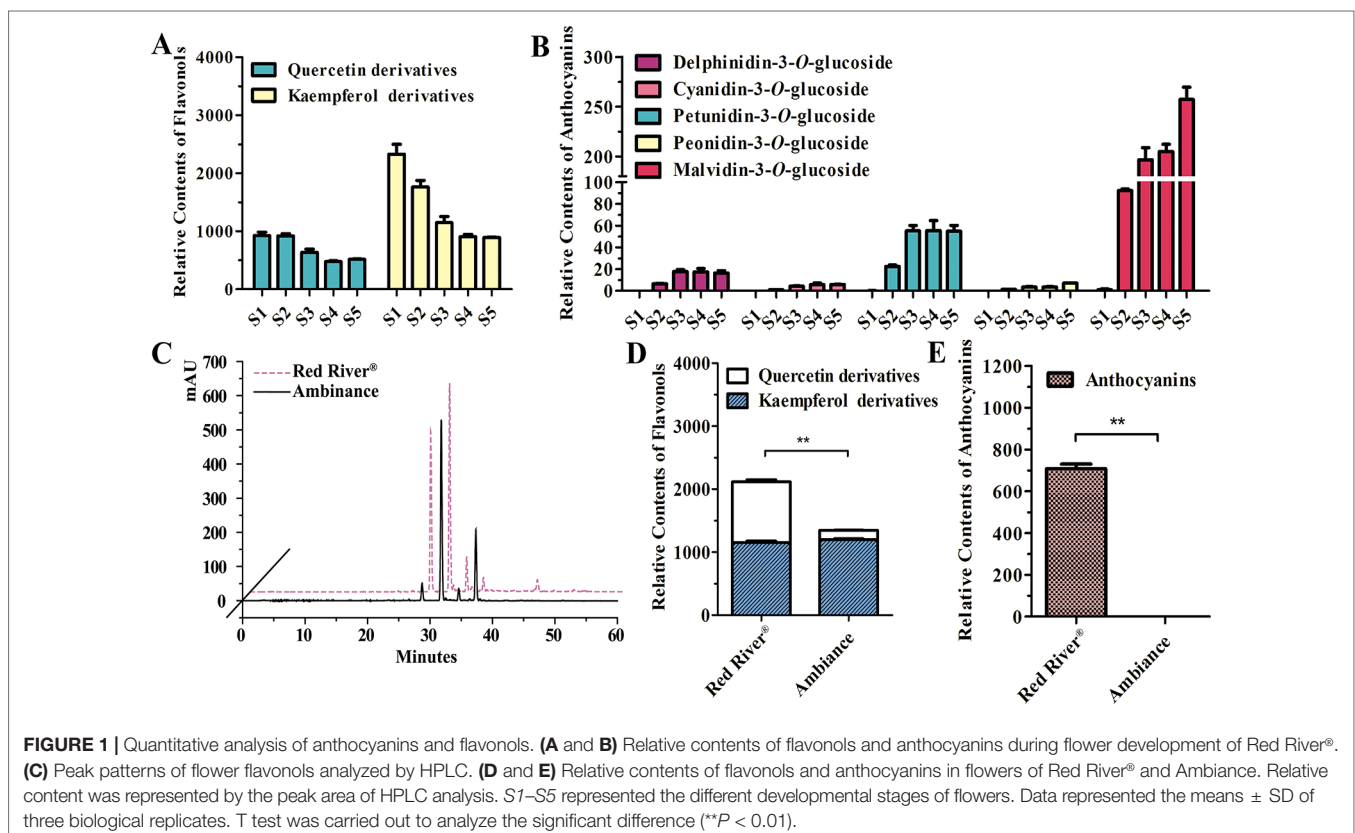 A
Relative Contents of Flavonols
4000
3000
2000
1000
0
Quercetin derivatives
Kaempferol derivatives
S1 S2 S3 S4 S5 S1 S2 S3 S4 S5
B
Relative Contents of Anthocyanins
300
250
200
150
100
80
60
40
20
0
Delphinidin-3-O-glucoside
Cyanidin-3-O-glucoside
Petunidin-3-O-glucoside
Peonidin-3-O-glucoside
Malvidin-3-O-glucoside
S1 S2 S3 S4 S5 S1 S2 S3 S4 S5 S1 S2 S3 S4 S5 S1 S2 S3 S4 S5 S1 S2 S3 S4 S5
C
mAU
700
600
500
400
300
200
100
0
Red River®
Ambinance
0 10 20 30 40 50 60
Minutes
D
Relative Contents of Flavonols
4000
3000
2000
1000
0
Quercetin derivatives
Kaempferol derivatives
**
Red River®
Ambiance
E
Relative Contents of Anthocyanins
1200
1000
800
600
400
200
0
Anthocyanins
**
Red River®
Ambiance
FIGURE 1 | Quantitative analysis of anthocyanins and flavonols. (A and B) Relative contents of flavonols and anthocyanins during flower development of Red River®.
(C) Peak patterns of flower flavonols analyzed by HPLC. (D and E) Relative contents of flavonols and anthocyanins in flowers of Red River® and Ambiance. Relative
content was represented by the peak area of HPLC analysis. S1–S5 represented the different developmental stages of flowers. Data represented the means ± SD of
three biological replicates. T test was carried out to analyze the significant difference (**P < 0.01).